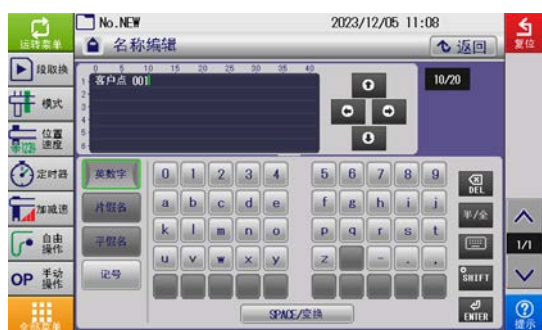 运转菜单
No.NEW 2023/12/05 11:08
复位
名称编辑
返回
段取换
0 5 10 15 20 25 30 35 40
1 客户点 001
2
3
4
5
6
10/20
模式
位置速度
定时器
加减速
自由操作
OP 手动操作
全部菜单
英数字 0 1 2 3 4 5 6 7 8 9 DEL
片假名 a b c d e f g h i j 半/全
平假名 k l m n o p q r s t
记号 u v w x y z - . ,
SHIFT
SPACE/变换 ENTER
1/1
提示